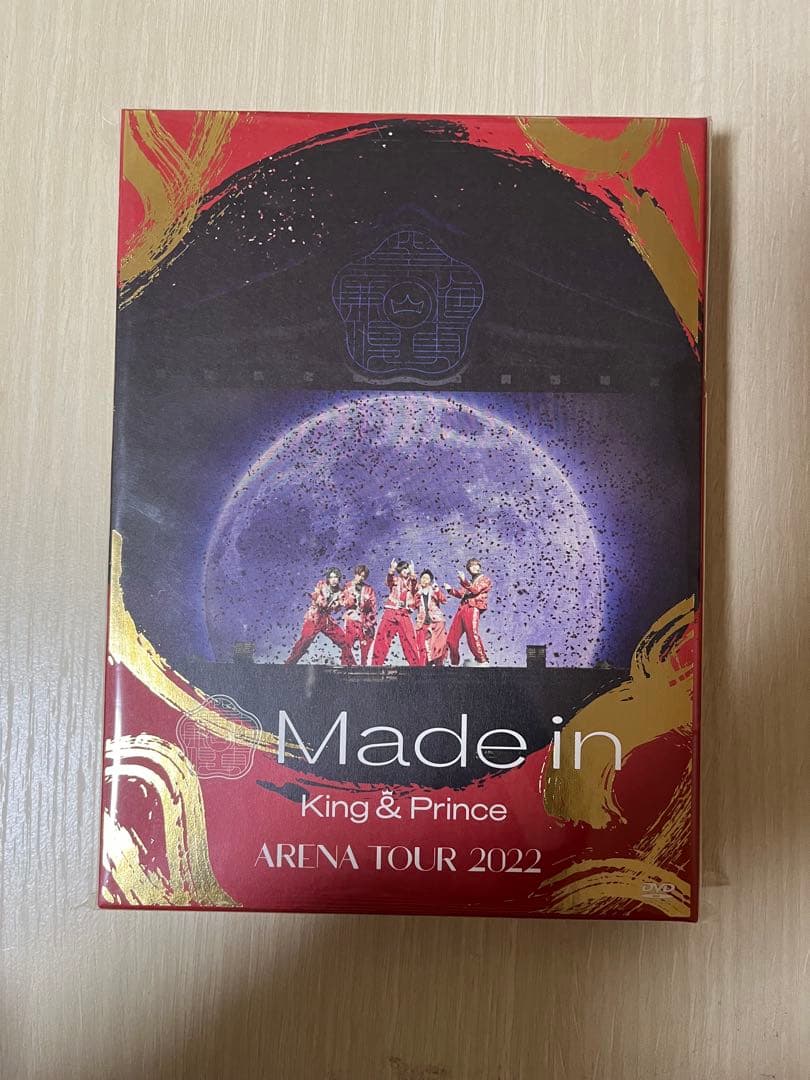 Made in
King & Prince
ARENA TOUR 2022
DVD